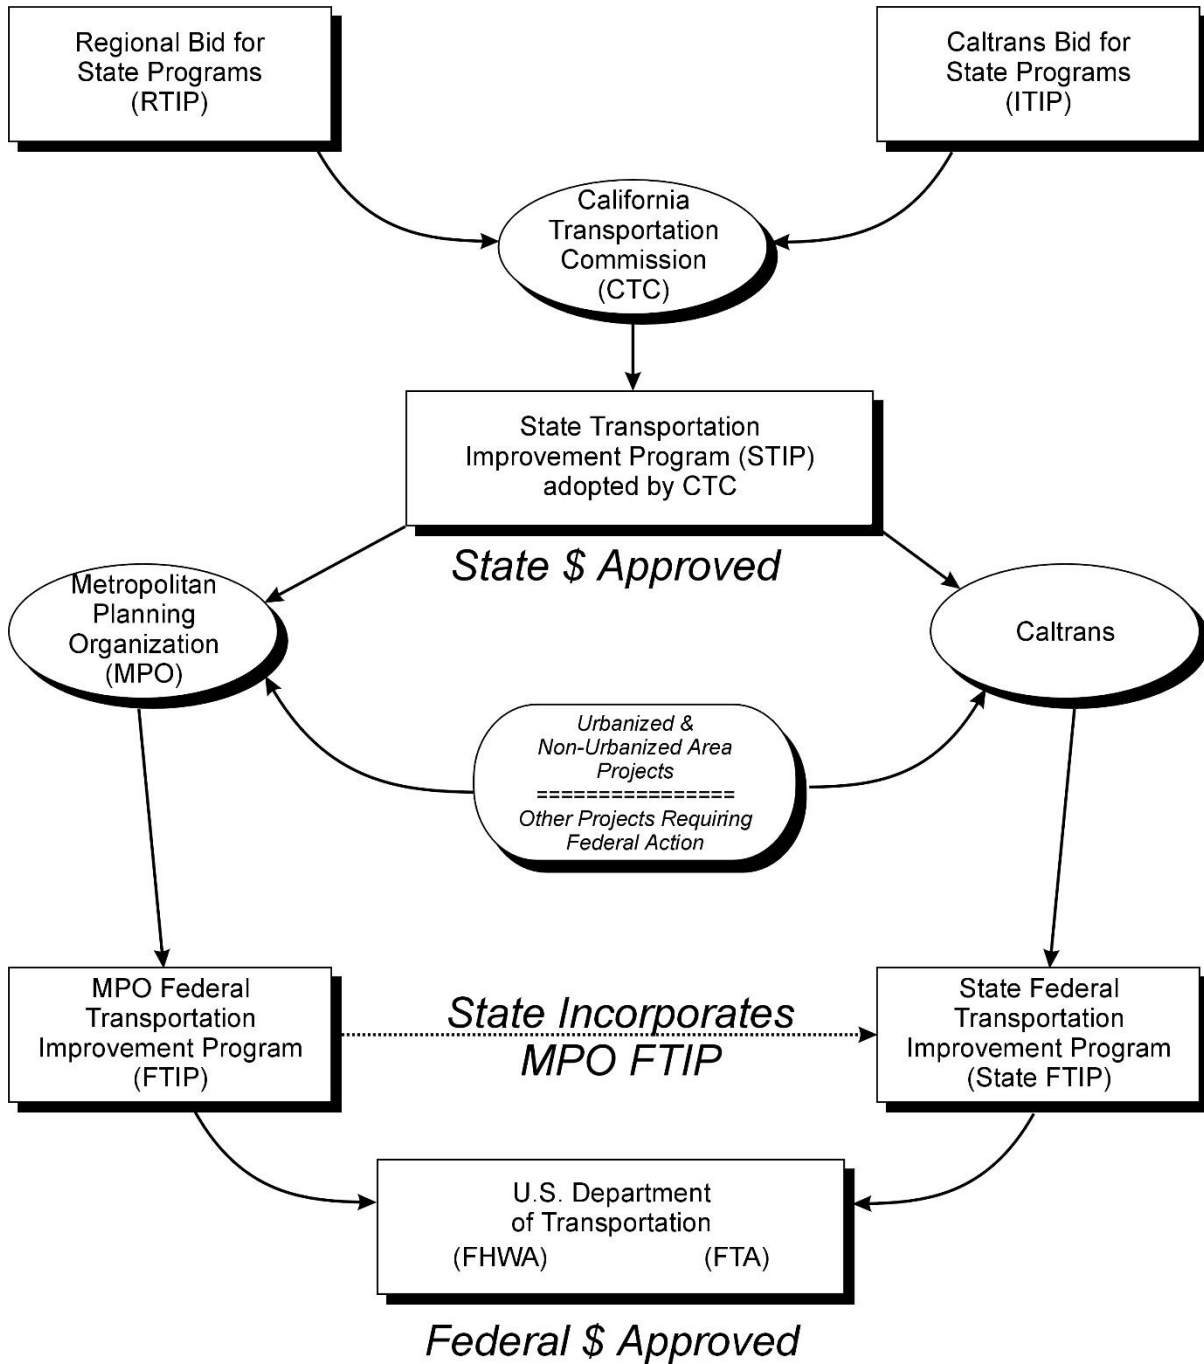 Regional Bid for
State Programs
(RTIP)
Caltrans Bid for
State Programs
(ITIP)
California
Transportation
Commission
(CTC)
State Transportation
Improvement Program (STIP)
adopted by CTC
State $ Approved
Metropolitan
Planning
Organization
(MPO)
Caltrans
Urbanized &
Non-Urbanized Area
Projects
================
Other Projects Requiring
Federal Action
MPO Federal
Transportation
Improvement Program
(FTIP)
State Incorporates
MPO FTIP
State Federal
Transportation
Improvement Program
(State FTIP)
U.S. Department
of Transportation
(FHWA) (FTA)
Federal $ Approved